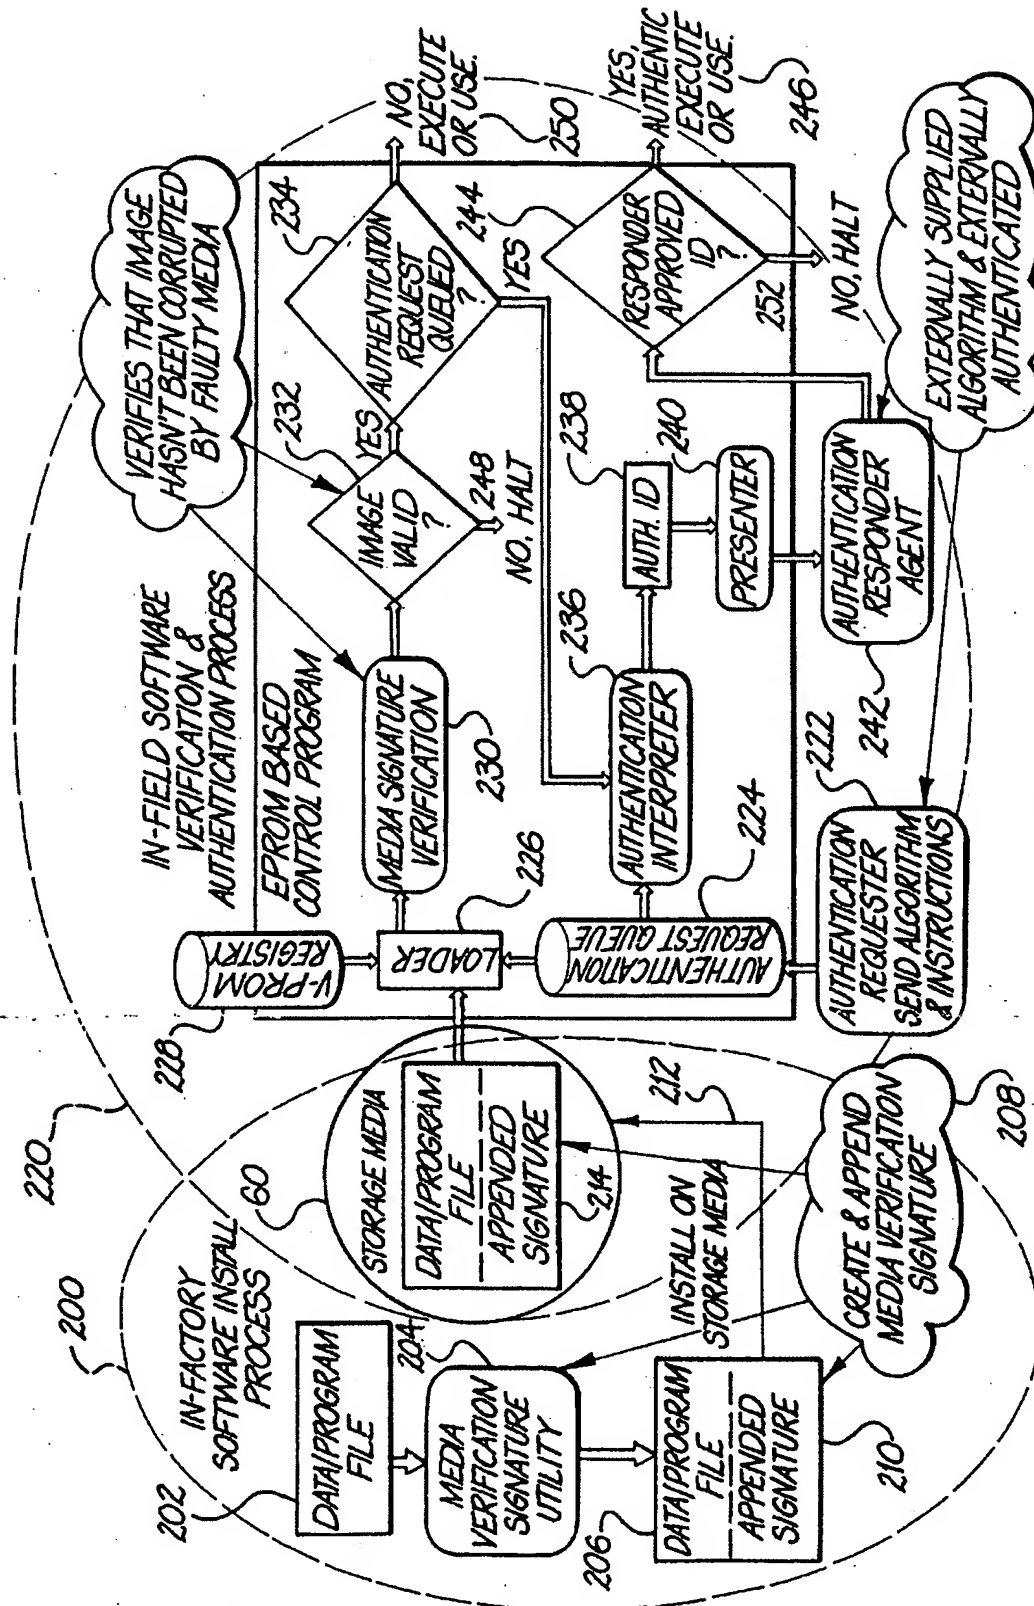 200
IN-FACTORY
SOFTWARE INSTALL
PROCESS
202
DATA/PROGRAM
FILE
204
MEDIA
VERIFICATION
SIGNATURE
UTILITY
206
DATA/PROGRAM
FILE
APPENDED
SIGNATURE
210
INSTALL ON
STORAGE MEDIA
212
CREATE & APPEND
MEDIA VERIFICATION
SIGNATURE
208
60
STORAGE MEDIA
DATA/PROGRAM
FILE
APPENDED
SIGNATURE
214
220
IN-FIELD SOFTWARE
VERIFICATION &
AUTHENTICATION PROCESS
228
V-PROM
REGISTRY
EPROM BASED
CONTROL PROGRAM
LOADER
226
AUTHENTICATION
REQUEST QUEUE
224
AUTHENTICATION
REQUESTER
SEND ALGORITHM
& INSTRUCTIONS
222
MEDIA SIGNATURE
VERIFICATION
230
VERIFIES THAT IMAGE
HASN'T BEEN CORRUPTED
BY FAULTY MEDIA
IMAGE
VALID
?
232
YES
248
NO, HALT
AUTHENTICATION
REQUEST
QUEUED
?
234
YES
NO,
EXECUTE
OR USE.
250
AUTHENTICATION
INTERPRETER
236
AUTH. ID
238
PRESENTER
240
AUTHENTICATION
RESPONDER
AGENT
242
RESPONDER
APPROVED
ID
?
244
252
NO, HALT
YES,
AUTHENTIC
/EXECUTE
OR USE.
246
EXTERNALLY SUPPLIED
ALGORITHM & EXTERNALLY
AUTHENTICATED